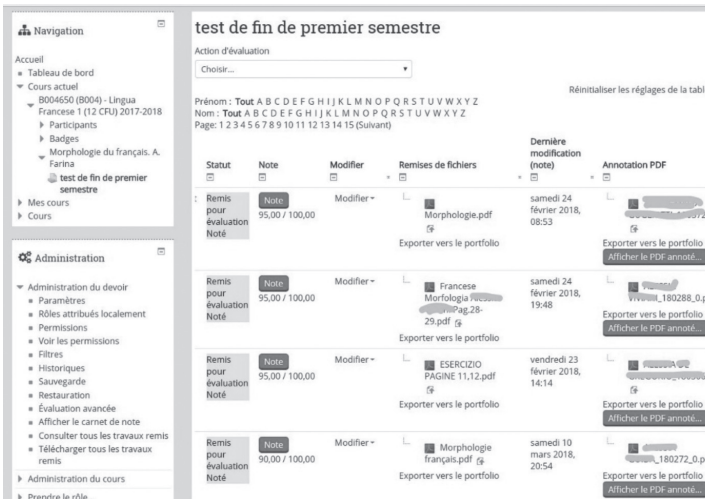 Navigation
Accueil
Tableau de bord
Cours actuel
B004650 (B004) - Lingua
Francese 1 (12 CFU) 2017-2018
Participants
Badges
Morphologie du français. A.
Farina
test de fin de premier
semestre
Mes cours
Cours
Administration
Administration du devoir
Paramètres
Rôles attribués localement
Permissions
Voir les permissions
Filtres
Historiques
Sauvegarde
Restauration
Évaluation avancée
Afficher le carnet de note
Consulter tous les travaux remis
Télécharger tous les travaux
remis
Administration du cours
Prendre le rôle
test de fin de premier semestre
Action d'évaluation
Choisir...
Réinitialiser les réglages de la tabl
Prénom : Tout A B C D E F G H I J K L M N O P Q R S T U V W X Y Z
Nom : Tout A B C D E F G H I J K L M N O P Q R S T U V W X Y Z
Page: 1 2 3 4 5 6 7 8 9 10 11 12 13 14 15 (Suivant)
Statut
Note
Modifier
Remises de fichiers
Dernière
modification
(note)
Annotation PDF
Remis
pour
évaluation
Noté
Note
95,00 / 100,00
Modifier
Morphologie.pdf
Exporter vers le portfolio
samedi 24
février 2018,
08:53
Exporter vers le portfolio
Afficher le PDF annoté...
Remis
pour
évaluation
Noté
Note
95,00 / 100,00
Modifier
Francese
Morfologia
Pag.28-
29.pdf
Exporter vers le portfolio
samedi 24
février 2018,
19:48
_180288_0.p
Exporter vers le portfolio
Afficher le PDF annoté...
Remis
pour
évaluation
Noté
Note
95,00 / 100,00
Modifier
ESERCIZIO
PAGINE 11,12.pdf
Exporter vers le portfolio
vendredi 23
février 2018,
14:14
Exporter vers le portfolio
Afficher le PDF annoté...
Remis
pour
évaluation
Noté
Note
90,00 / 100,00
Modifier
Morphologie
français.pdf
Exporter vers le portfolio
samedi 10
mars 2018,
20:54
_180272_0.p
Exporter vers le portfolio
Afficher le PDF annoté...